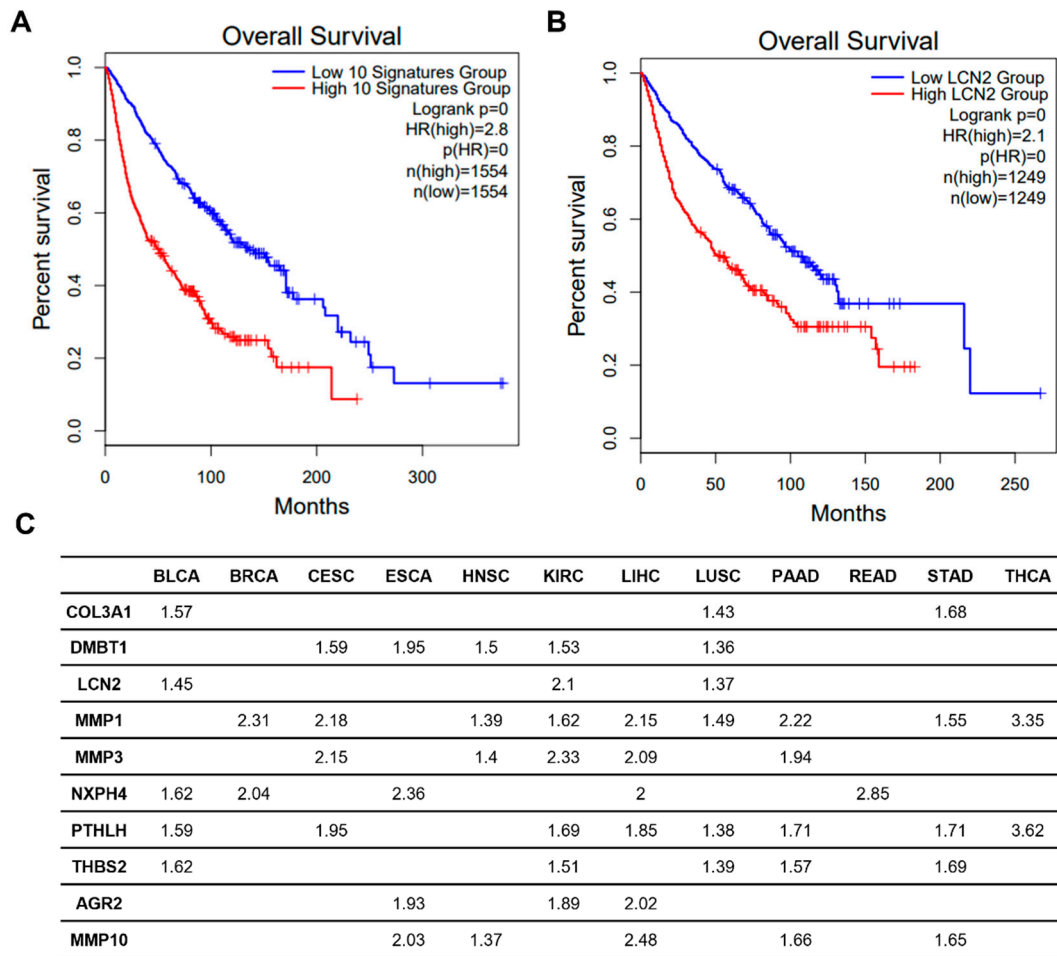 A
Overall Survival
Low 10 Signatures Group
High 10 Signatures Group
Logrank p=0
HR(high)=2.8
p(HR)=0
n(high)=1554
n(low)=1554
Percent survival
1.0
0.8
0.6
0.4
0.2
0.0
0 100 200 300
Months
B
Overall Survival
Low LCN2 Group
High LCN2 Group
Logrank p=0
HR(high)=2.1
p(HR)=0
n(high)=1249
n(low)=1249
Percent survival
1.0
0.8
0.6
0.4
0.2
0.0
0 50 100 150 200 250
Months
C
BLCA BRCA CESC ESCA HNSC KIRC LIHC LUSC PAAD READ STAD THCA
COL3A1 1.57 1.43 1.68
DMBT1 1.59 1.95 1.5 1.53 1.36
LCN2 1.45 2.1 1.37
MMP1 2.31 2.18 1.39 1.62 2.15 1.49 2.22 1.55 3.35
MMP3 2.15 1.4 2.33 2.09 1.94
NXPH4 1.62 2.04 2.36 2 2.85
PTHLH 1.59 1.95 1.69 1.85 1.38 1.71 1.71 3.62
THBS2 1.62 1.51 1.39 1.57 1.69
AGR2 1.93 1.89 2.02
MMP10 2.03 1.37 2.48 1.66 1.65